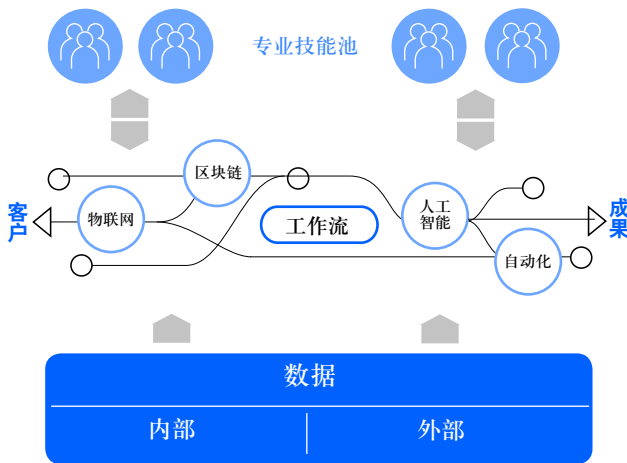 专业技能池
区块链
客户
物联网
工作流
人工
智能
成果
自动化
数据
内部
外部